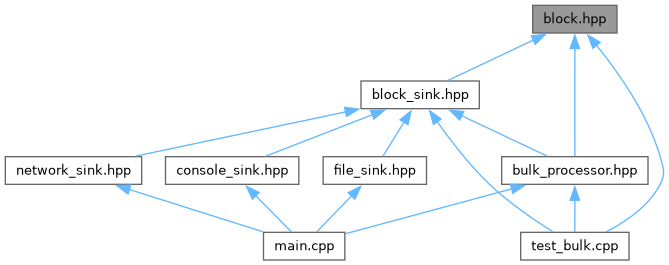 block.hpp
block_sink.hpp
network_sink.hpp
console_sink.hpp
file_sink.hpp
bulk_processor.hpp
main.cpp
test_bulk.cpp